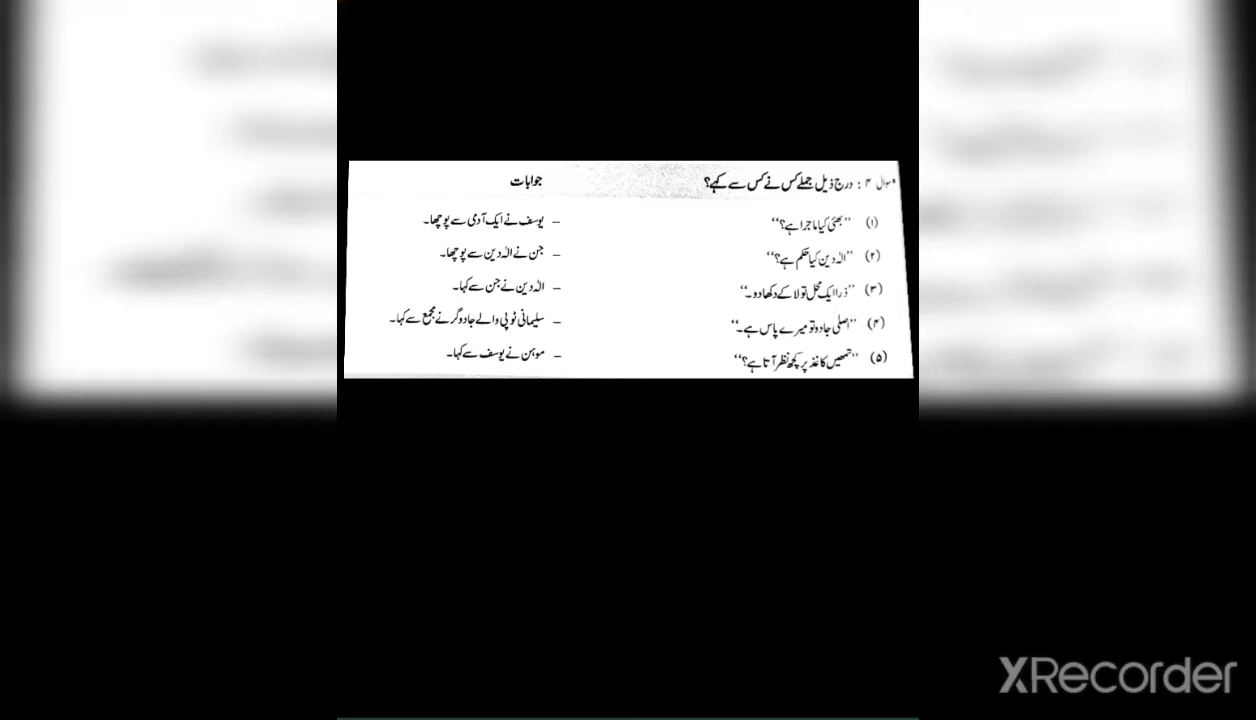 سوال ۴ : درج ذیل جملے کس نے کس سے کہے؟ جوابات
(۱) ”بھئی کیا ماجرا ہے؟“ – یوسف نے ایک آدمی سے پوچھا۔
(۲) ”الٰہ دین کیا حکم ہے؟“ – جن نے الٰہ دین سے پوچھا۔
(۳) ”ذرا ایک محل تو لا کے دکھا دو۔“ – الٰہ دین نے جن سے کہا۔
(۴) ”اصلی جادو تو میرے پاس ہے۔“ – سلیمانی ٹوپی والے جادوگر نے مجمع سے کہا۔
(۵) ”تمھیں کاغذ پر کچھ نظر آتا ہے؟“ – موہن نے یوسف سے کہا۔
XRecorder